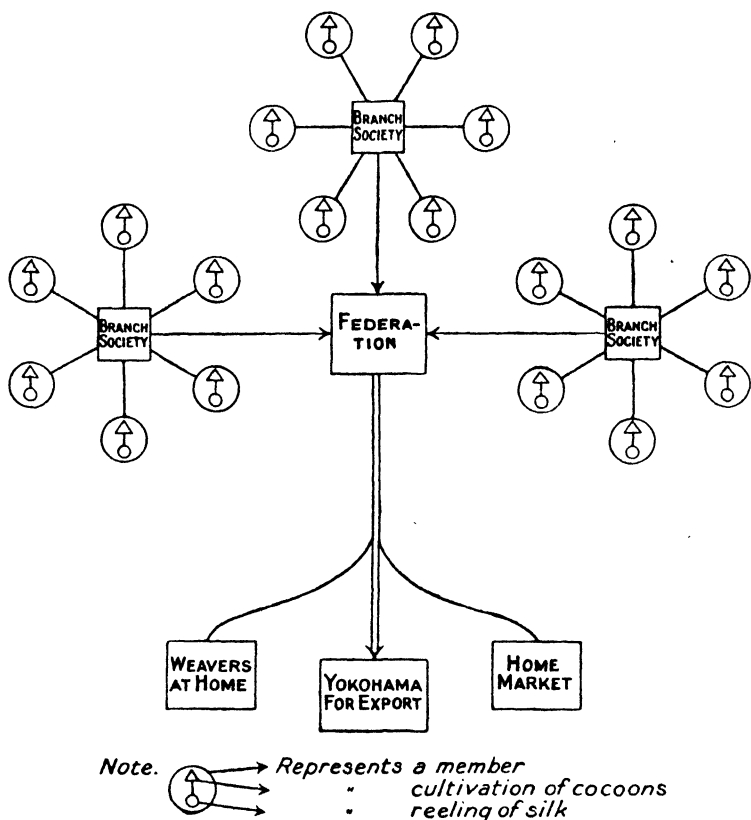 BRANCH
SOCIETY
FEDERA-
TION
BRANCH
SOCIETY
BRANCH
SOCIETY
WEAVERS
AT HOME
YOKOHAMA
FOR EXPORT
HOME
MARKET
Note. Represents a member
" cultivation of cocoons
" reeling of silk